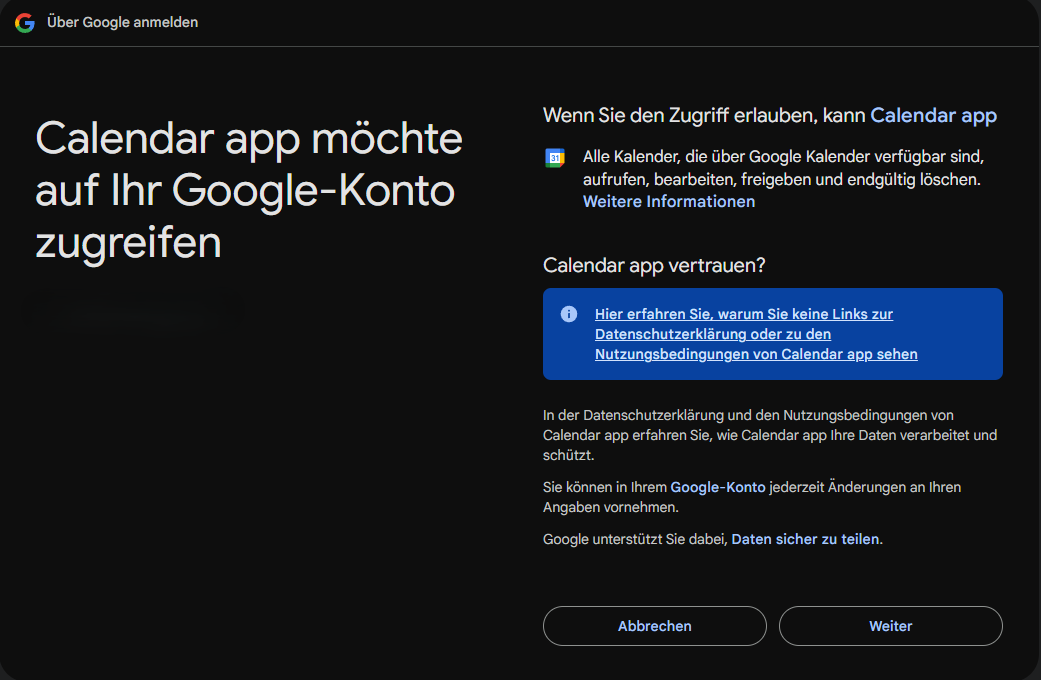 Über Google anmelden
Calendar app möchte
auf Ihr Google-Konto
zugreifen
Wenn Sie den Zugriff erlauben, kann Calendar app
31
Alle Kalender, die über Google Kalender verfügbar sind,
aufrufen, bearbeiten, freigeben und endgültig löschen.
Weitere Informationen
Calendar app vertrauen?
Hier erfahren Sie, warum Sie keine Links zur
Datenschutzerklärung oder zu den
Nutzungsbedingungen von Calendar app sehen
In der Datenschutzerklärung und den Nutzungsbedingungen von
Calendar app erfahren Sie, wie Calendar app Ihre Daten verarbeitet und
schützt.
Sie können in Ihrem Google-Konto jederzeit Änderungen an Ihren
Angaben vornehmen.
Google unterstützt Sie dabei, Daten sicher zu teilen.
Abbrechen
Weiter